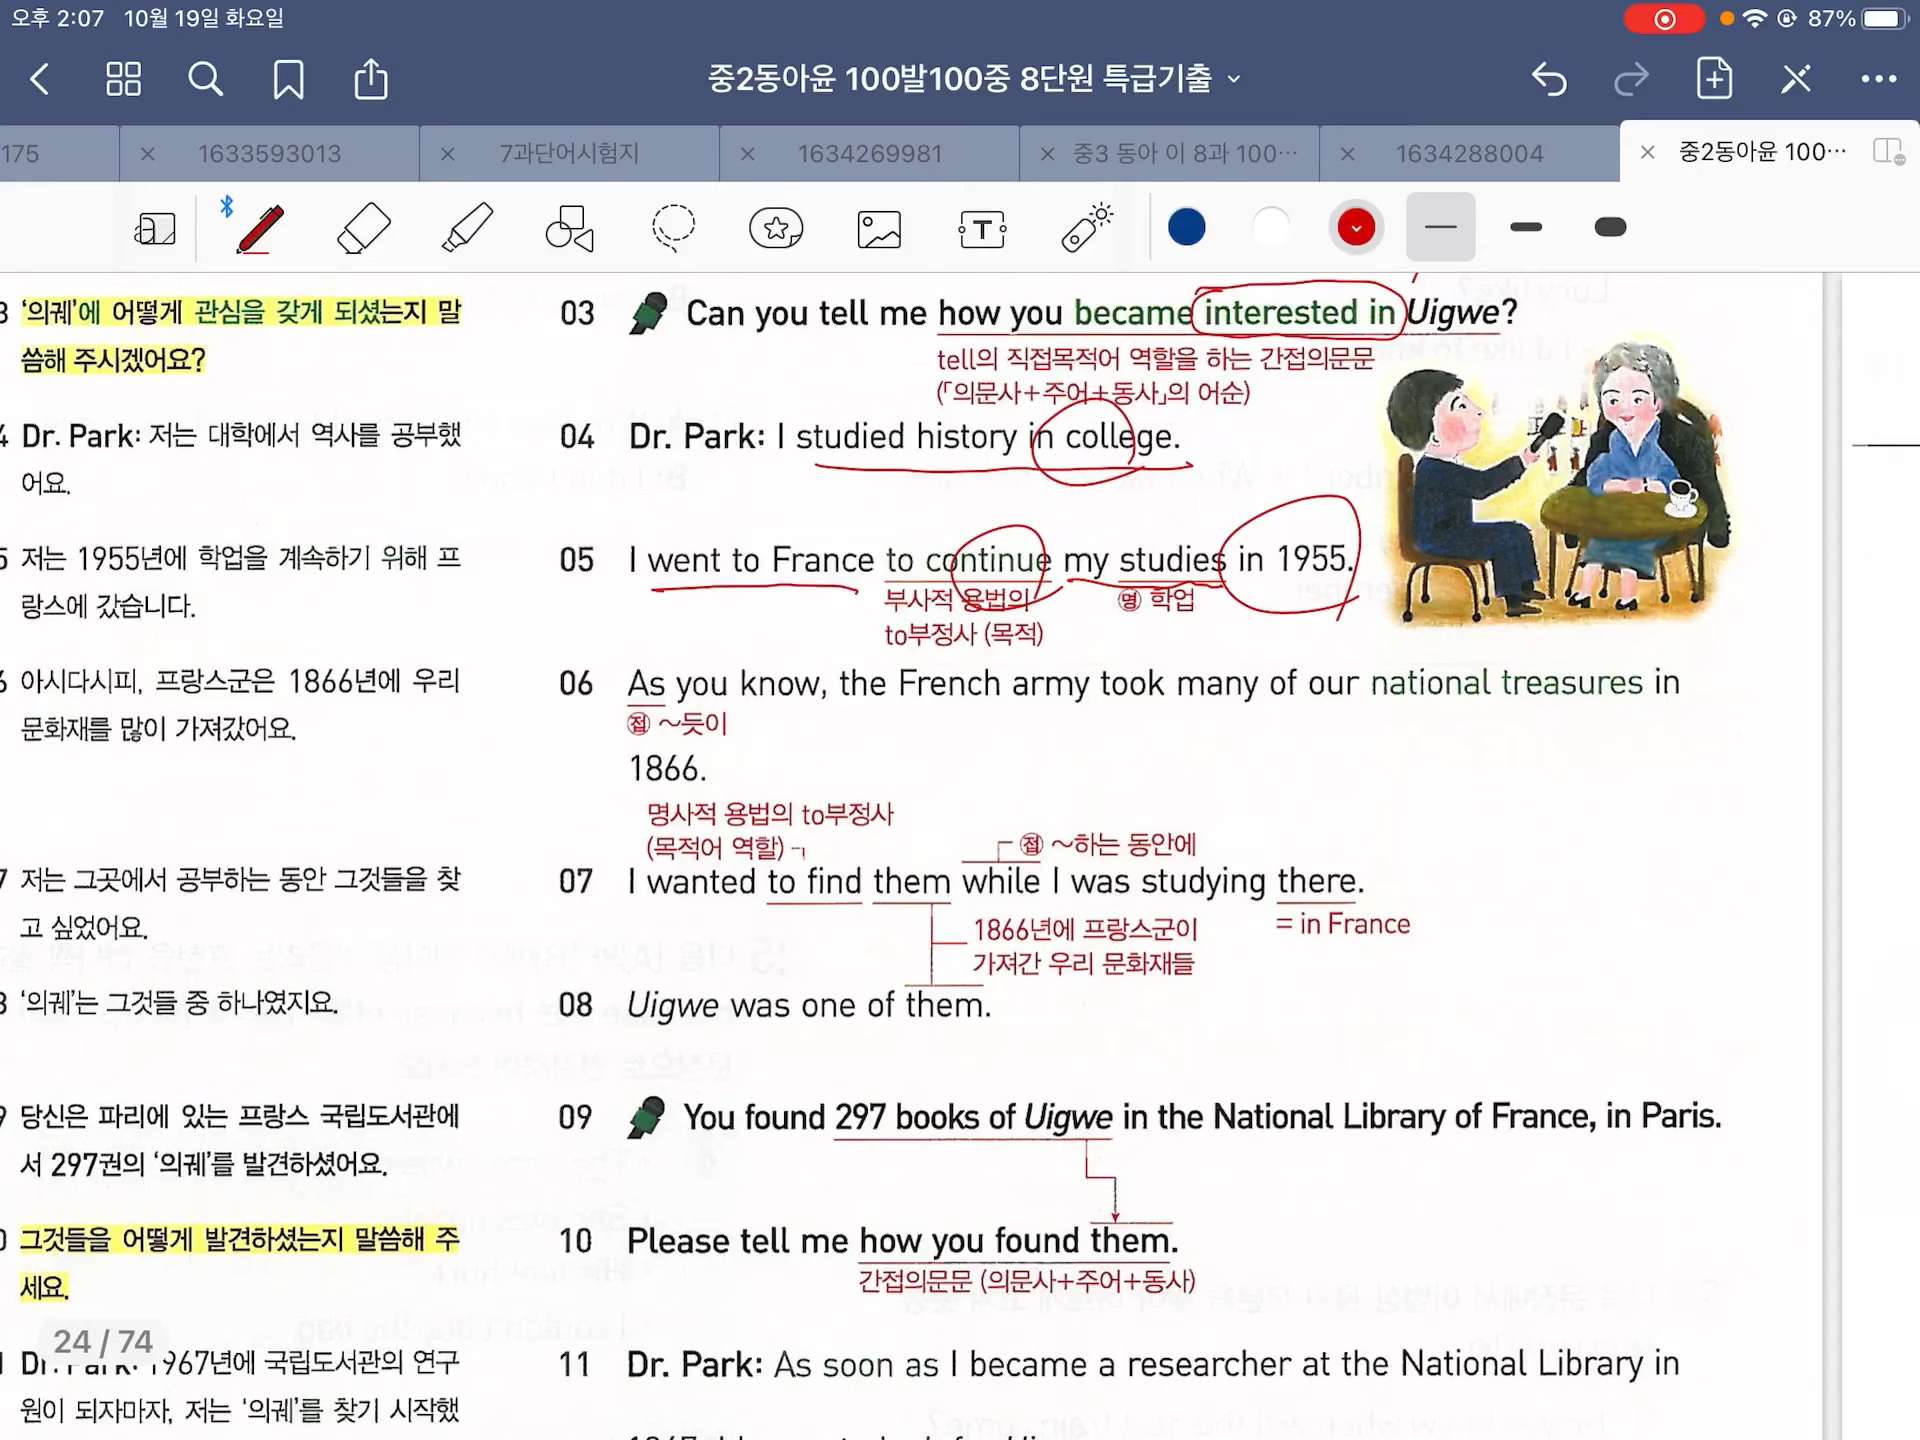 오후 2:07 10월 19일 화요일
87%
중2동아윤 100발100중 8단원 특급기출
175
1633593013
7과단어시험지
1634269981
중3 동아 이 8과 100…
1634288004
중2동아윤 100…
3 '의궤'에 어떻게 관심을 갖게 되셨는지 말
씀해 주시겠어요?
03 Can you tell me how you became interested in Uigwe?
tell의 직접목적어 역할을 하는 간접의문문
(「의문사+주어+동사」의 어순)
4 Dr. Park: 저는 대학에서 역사를 공부했
어요.
04 Dr. Park: I studied history in college.
5 저는 1955년에 학업을 계속하기 위해 프
랑스에 갔습니다.
05 I went to France to continue my studies in 1955.
부사적 용법의
to부정사 (목적)
명 학업
6 아시다시피, 프랑스군은 1866년에 우리
문화재를 많이 가져갔어요.
06 As you know, the French army took many of our national treasures in
접 ~듯이
1866.
명사적 용법의 to부정사
(목적어 역할)
접 ~하는 동안에
7 저는 그곳에서 공부하는 동안 그것들을 찾
고 싶었어요.
07 I wanted to find them while I was studying there.
1866년에 프랑스군이
가져간 우리 문화재들
= in France
8 '의궤'는 그것들 중 하나였지요.
08 Uigwe was one of them.
9 당신은 파리에 있는 프랑스 국립도서관에
서 297권의 '의궤'를 발견하셨어요.
09 You found 297 books of Uigwe in the National Library of France, in Paris.
0 그것들을 어떻게 발견하셨는지 말씀해 주
세요.
10 Please tell me how you found them.
간접의문문 (의문사+주어+동사)
24 / 74
Dr. Park: 1967년에 국립도서관의 연구
원이 되자마자, 저는 '의궤'를 찾기 시작했
11 Dr. Park: As soon as I became a researcher at the National Library in